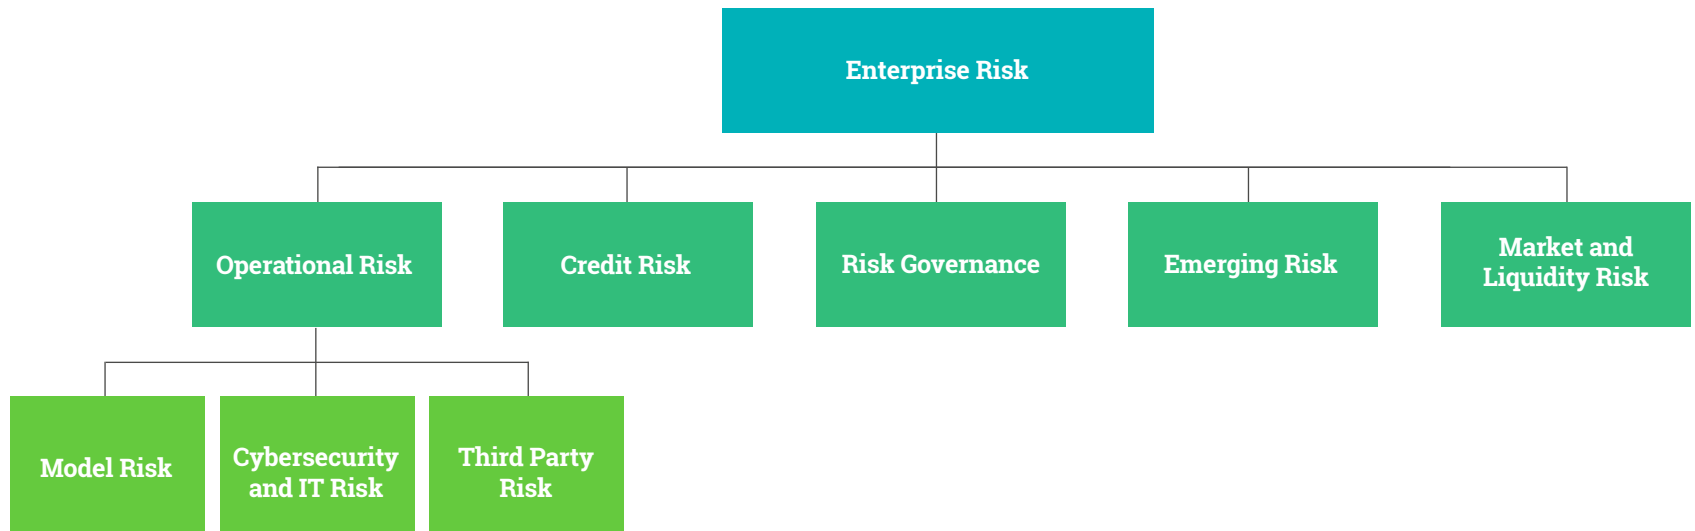 Enterprise Risk
Operational Risk
Credit Risk
Risk Governance
Emerging Risk
Market and
Liquidity Risk
Model Risk
Cybersecurity
and IT Risk
Third Party
Risk